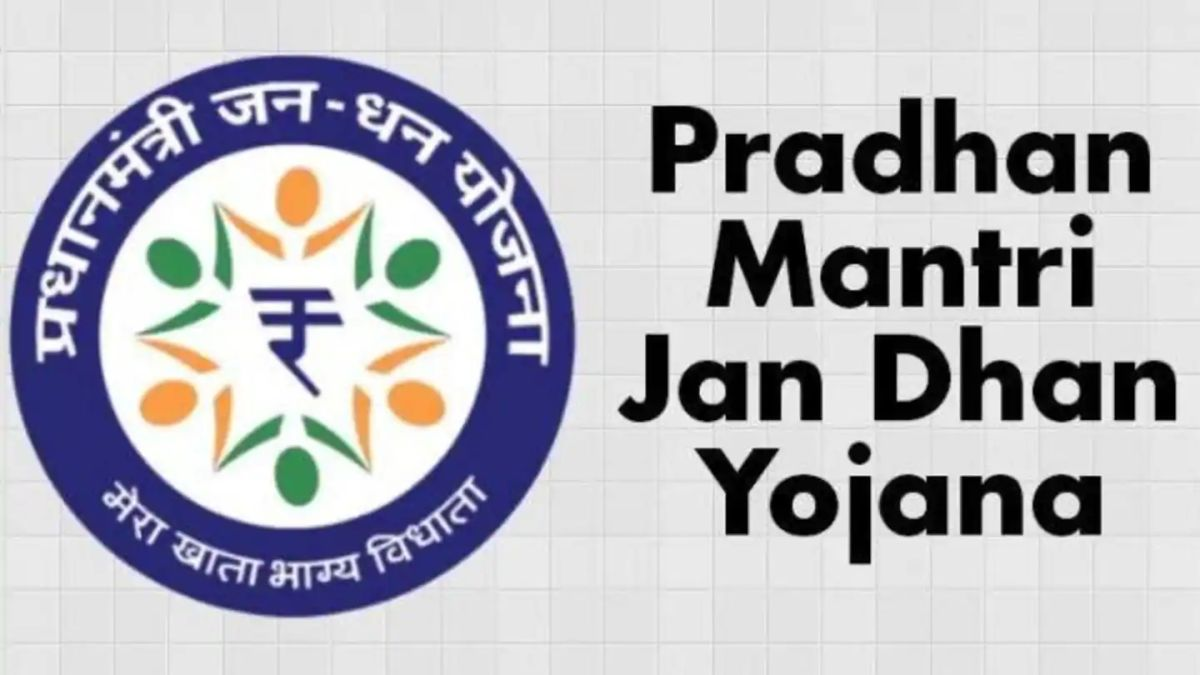 प्रधानमंत्री जन-धन योजना
मेरा खाता भाग्य विधाता
Pradhan
Mantri
Jan Dhan
Yojana